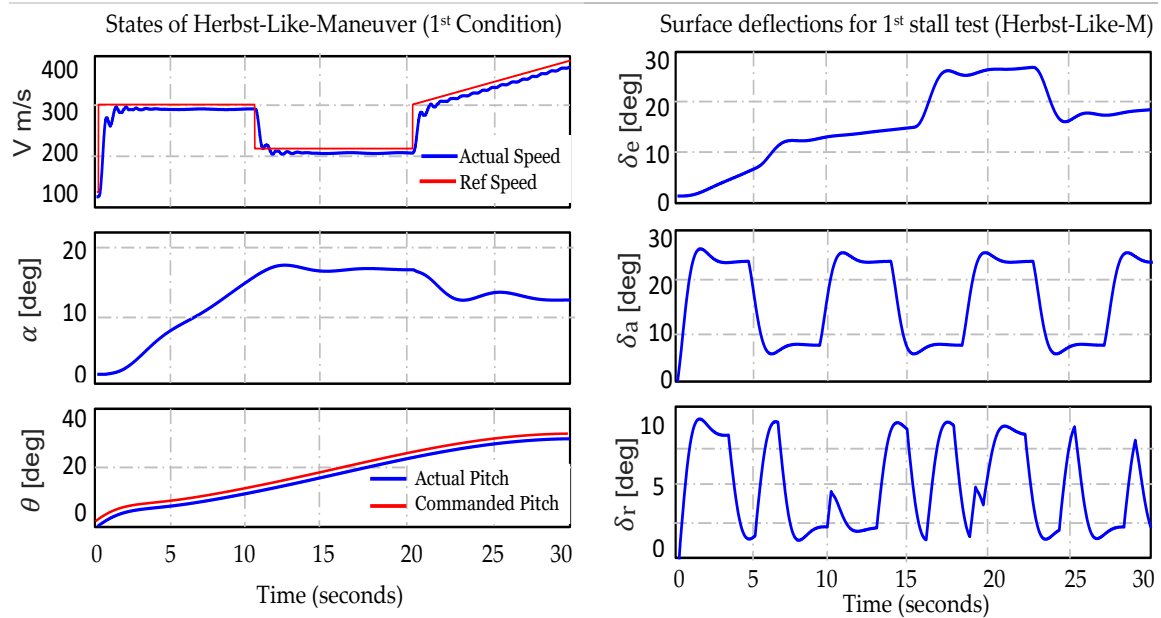 States of Herbst-Like-Maneuver (1st Condition)
400
300
200
100
V m/s
Actual Speed
Ref Speed
20
10
0
α [deg]
40
20
0
θ [deg]
Actual Pitch
Commanded Pitch
0 5 10 15 20 25 30
Time (seconds)
Surface deflections for 1st stall test (Herbst-Like-M)
30
20
10
0
δe [deg]
30
20
10
0
δa [deg]
10
5
0
δr [deg]
0 5 10 15 20 25 30
Time (seconds)